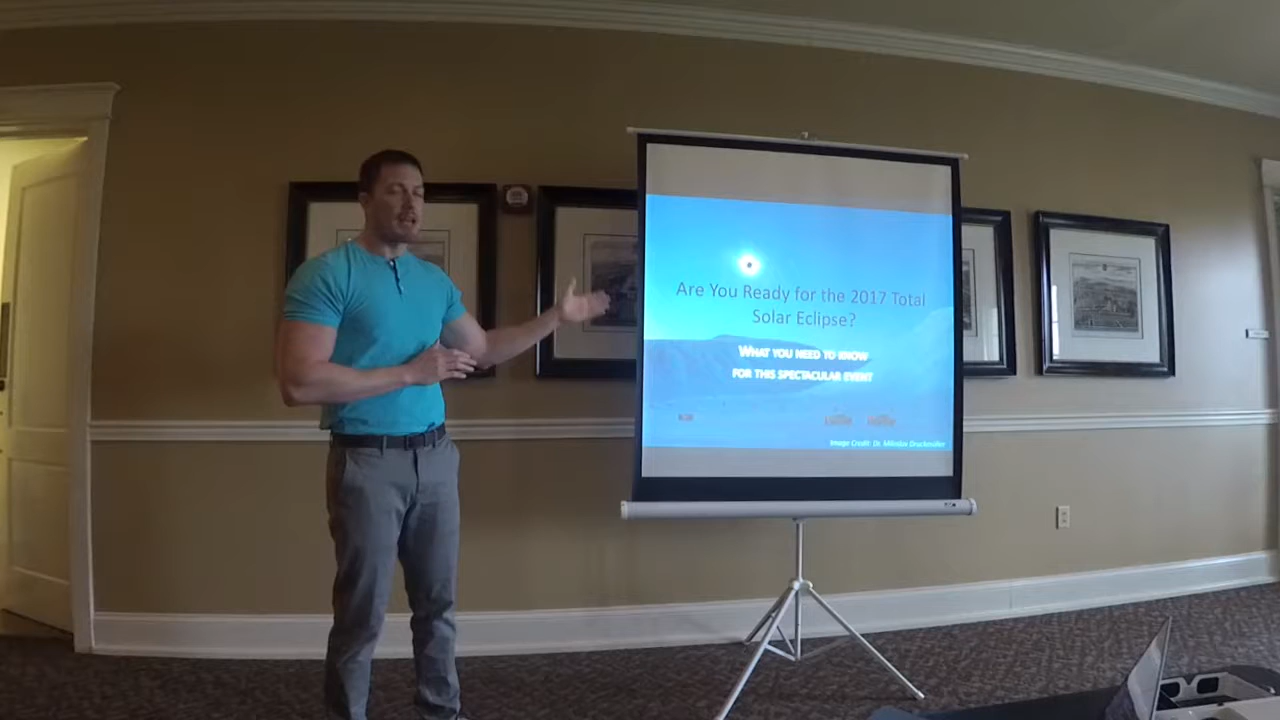 Are You Ready for the 2017 Total
Solar Eclipse?
WHAT YOU NEED TO KNOW
FOR THIS SPECTACULAR EVENT
Image Credit: Dr. Miloslav Druckmüller